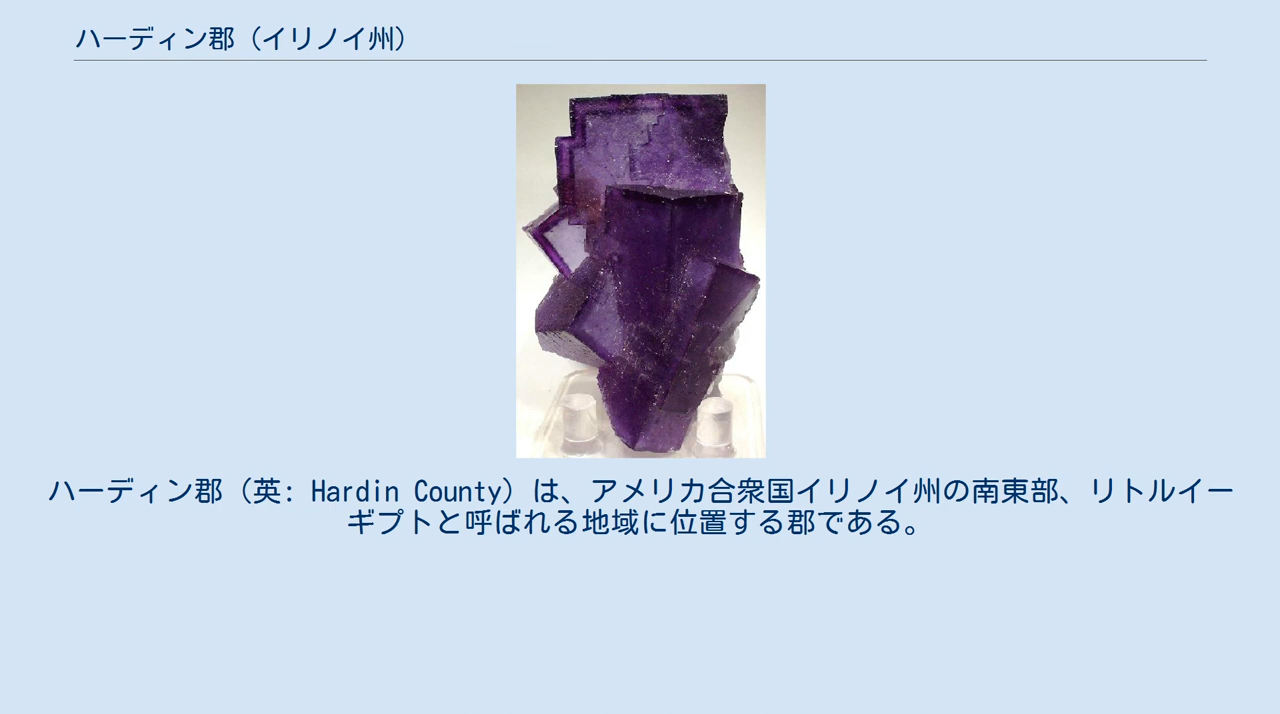 ハーディン郡（イリノイ州）
ハーディン郡（英: Hardin County）は、アメリカ合衆国イリノイ州の南東部、リトルイー
ギプトと呼ばれる地域に位置する郡である。